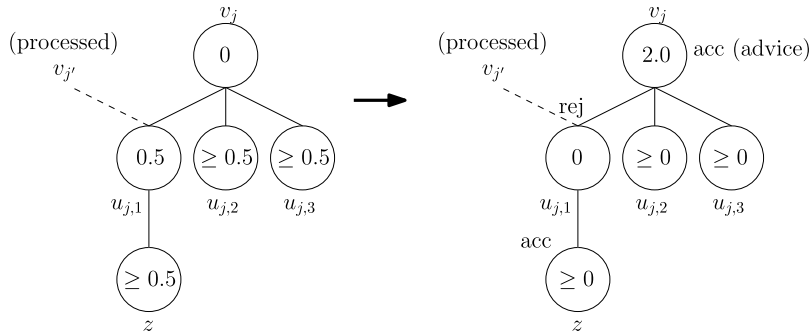 v_j
(processed)
v_{j'}
0
0.5
≥ 0.5
≥ 0.5
u_{j,1}
u_{j,2}
u_{j,3}
≥ 0.5
z
v_j
(processed)
v_{j'}
2.0
acc (advice)
rej
0
≥ 0
≥ 0
u_{j,1}
u_{j,2}
u_{j,3}
acc
≥ 0
z